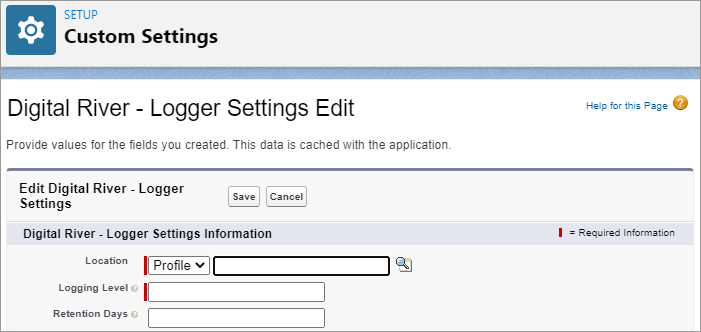 SETUP
Custom Settings
Digital River - Logger Settings Edit
Help for this Page ?
Provide values for the fields you created. This data is cached with the application.
Edit Digital River - Logger
Settings
Save Cancel
Digital River - Logger Settings Information
= Required Information
Location Profile
Logging Level ?
Retention Days ?